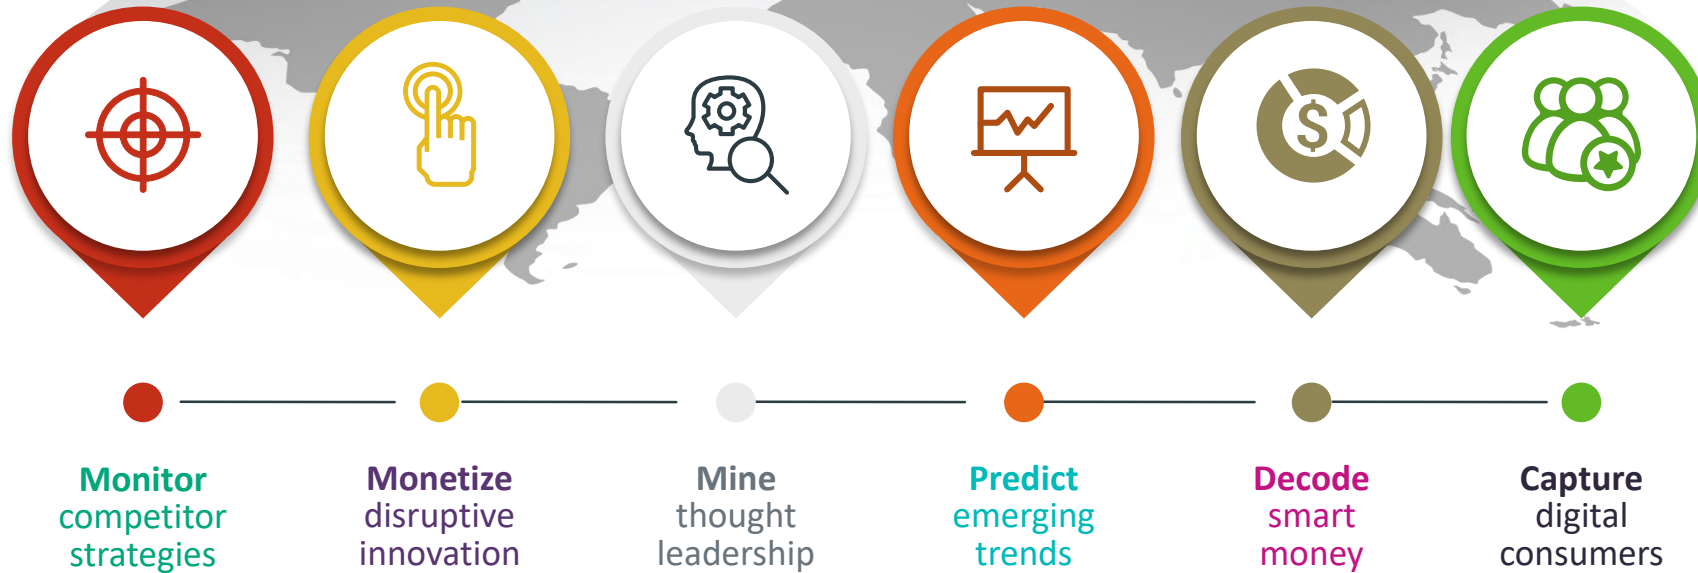 Monitor
competitor
strategies
Monetize
disruptive
innovation
Mine
thought
leadership
Predict
emerging
trends
Decode
smart
money
Capture
digital
consumers
$